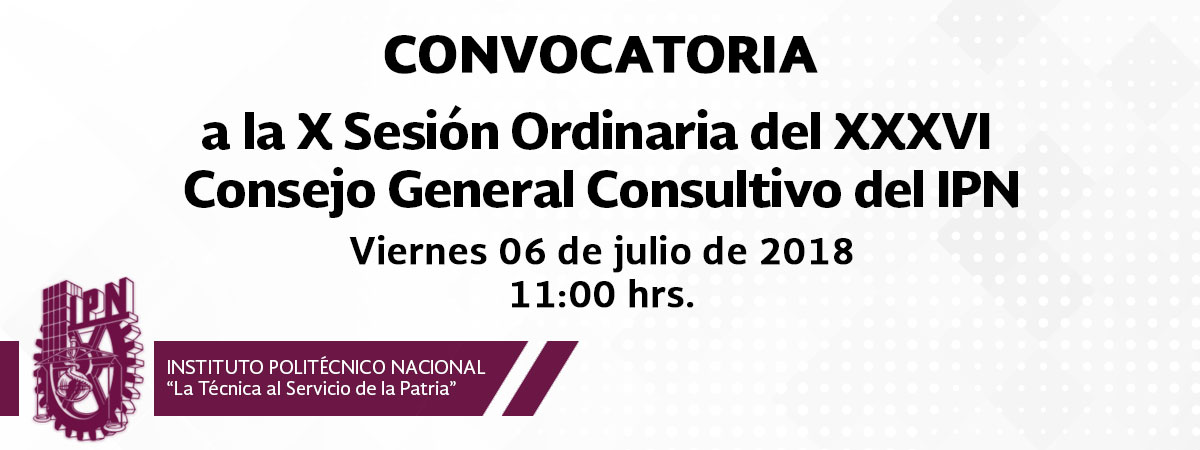 CONVOCATORIA
a la X Sesión Ordinaria del XXXVI
Consejo General Consultivo del IPN
Viernes 06 de julio de 2018
11:00 hrs.
IPN
INSTITUTO POLITÉCNICO NACIONAL
“La Técnica al Servicio de la Patria”